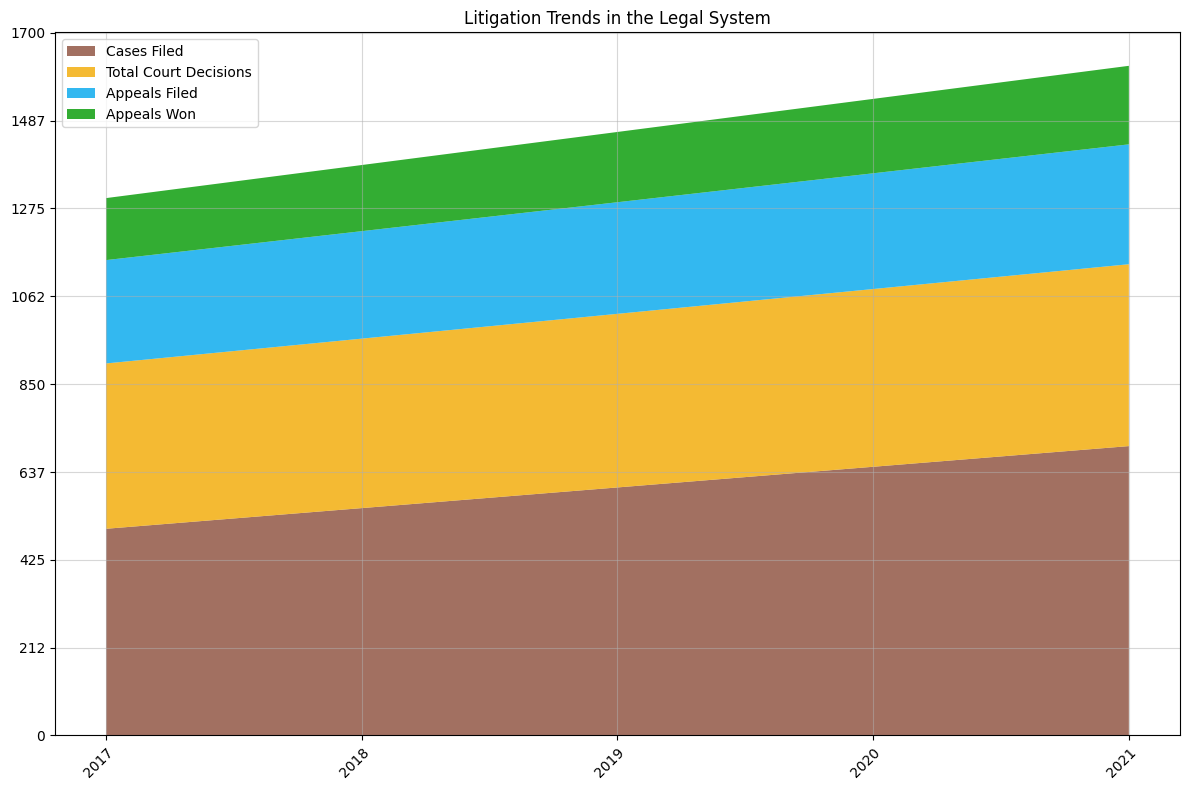 Litigation Trends in the Legal System
Cases Filed
Total Court Decisions
Appeals Filed
Appeals Won
1700
1487
1275
1062
850
637
425
212
0
2017
2018
2019
2020
2021